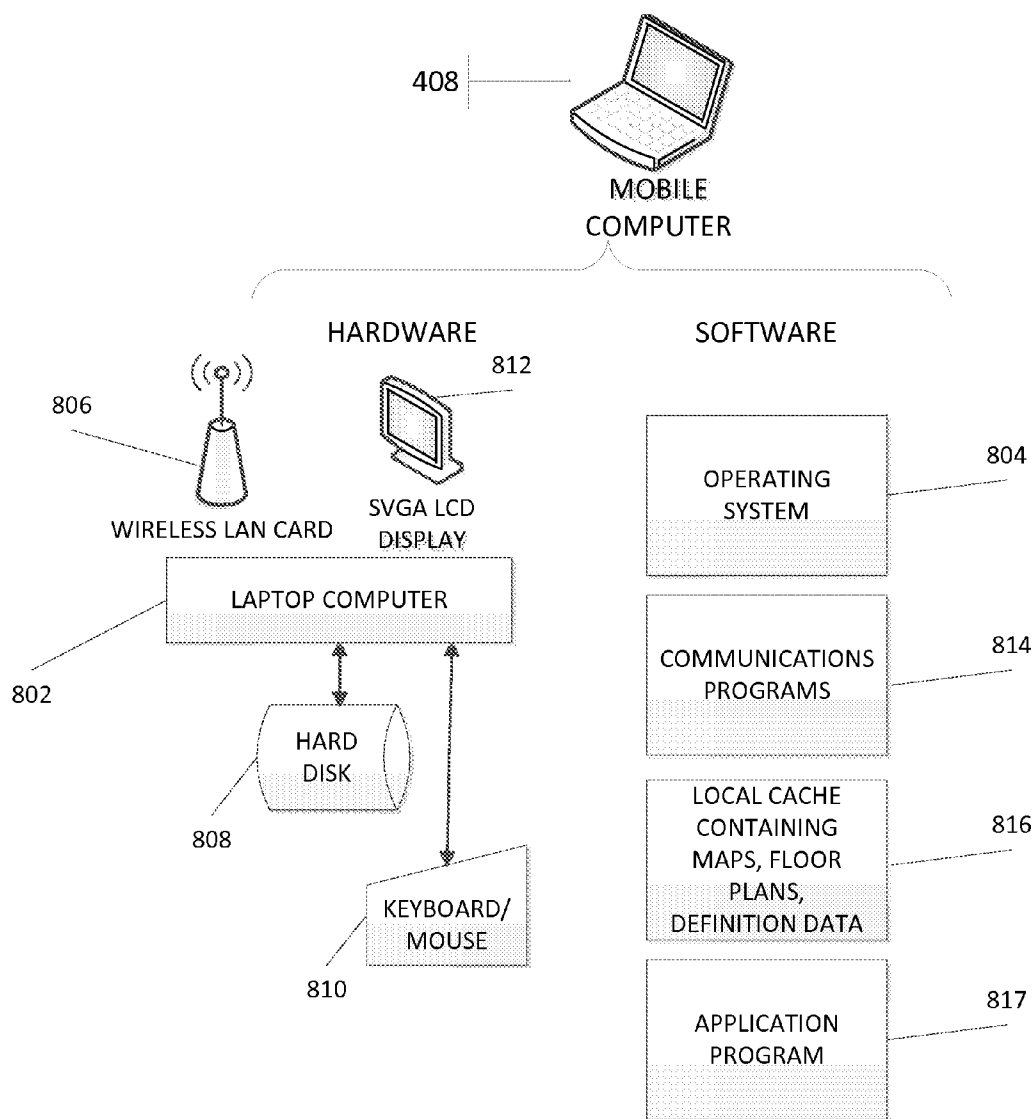 408
MOBILE
COMPUTER
HARDWARE
SOFTWARE
812
806
WIRELESS LAN CARD
SVGA LCD
DISPLAY
804
OPERATING
SYSTEM
LAPTOP COMPUTER
802
814
COMMUNICATIONS
PROGRAMS
HARD
DISK
808
816
LOCAL CACHE
CONTAINING
MAPS, FLOOR
PLANS,
DEFINITION DATA
KEYBOARD/
MOUSE
810
817
APPLICATION
PROGRAM